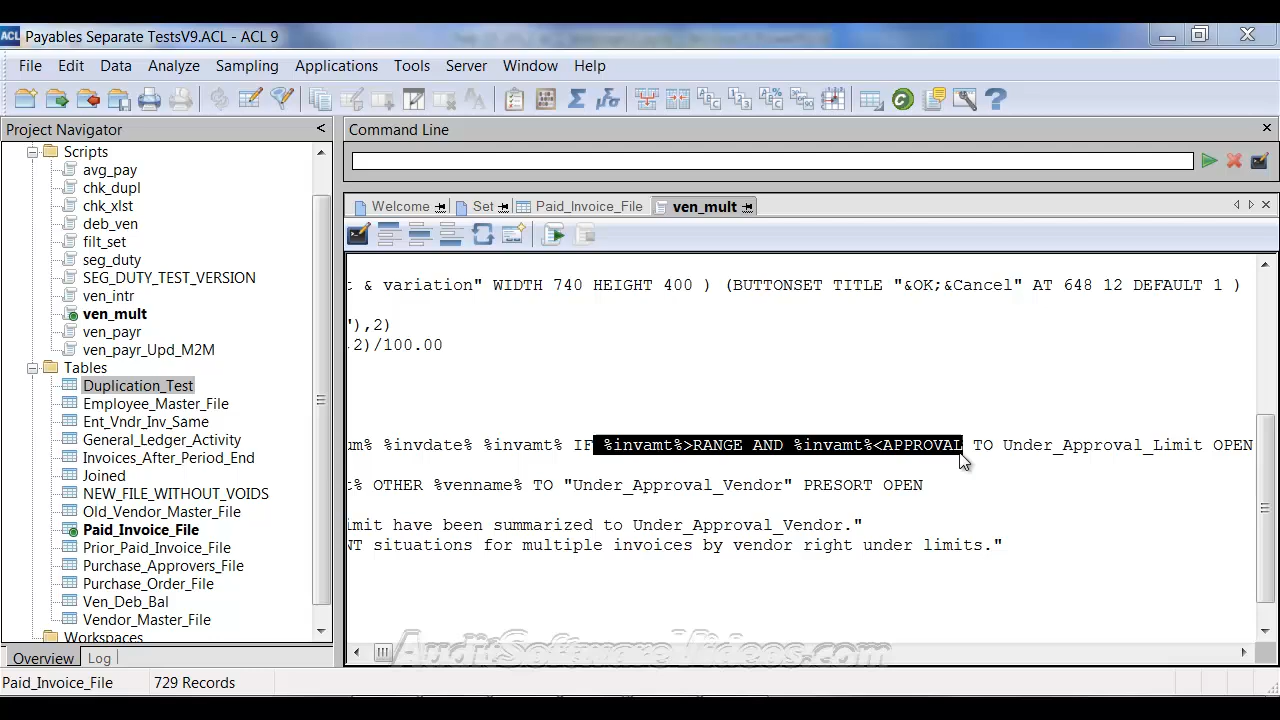 ACL Payables Separate TestsV9.ACL - ACL 9
File Edit Data Analyze Sampling Applications Tools Server Window Help
Project Navigator <
Scripts
avg_pay
chk_dupl
chk_xlst
deb_ven
filt_set
seg_duty
SEG_DUTY_TEST_VERSION
ven_intr
ven_mult
ven_payr
ven_payr_Upd_M2M
Tables
Duplication_Test
Employee_Master_File
Ent_Vndr_Inv_Same
General_Ledger_Activity
Invoices_After_Period_End
Joined
NEW_FILE_WITHOUT_VOIDS
Old_Vendor_Master_File
Paid_Invoice_File
Prior_Paid_Invoice_File
Purchase_Approvers_File
Purchase_Order_File
Ven_Deb_Bal
Vendor_Master_File
Workspaces
Overview Log
Command Line
Welcome Set Paid_Invoice_File ven_mult
t & variation" WIDTH 740 HEIGHT 400 ) (BUTTONSET TITLE "&OK;&Cancel" AT 648 12 DEFAULT 1 )
"),2)
,2)/100.00
um% %invdate% %invamt% IF %invamt%>RANGE AND %invamt%<APPROVAL TO Under_Approval_Limit OPEN
t% OTHER %venname% TO "Under_Approval_Vendor" PRESORT OPEN
imit have been summarized to Under_Approval_Vendor."
NT situations for multiple invoices by vendor right under limits."
AuditSoftwareVideos.com
Paid_Invoice_File 729 Records